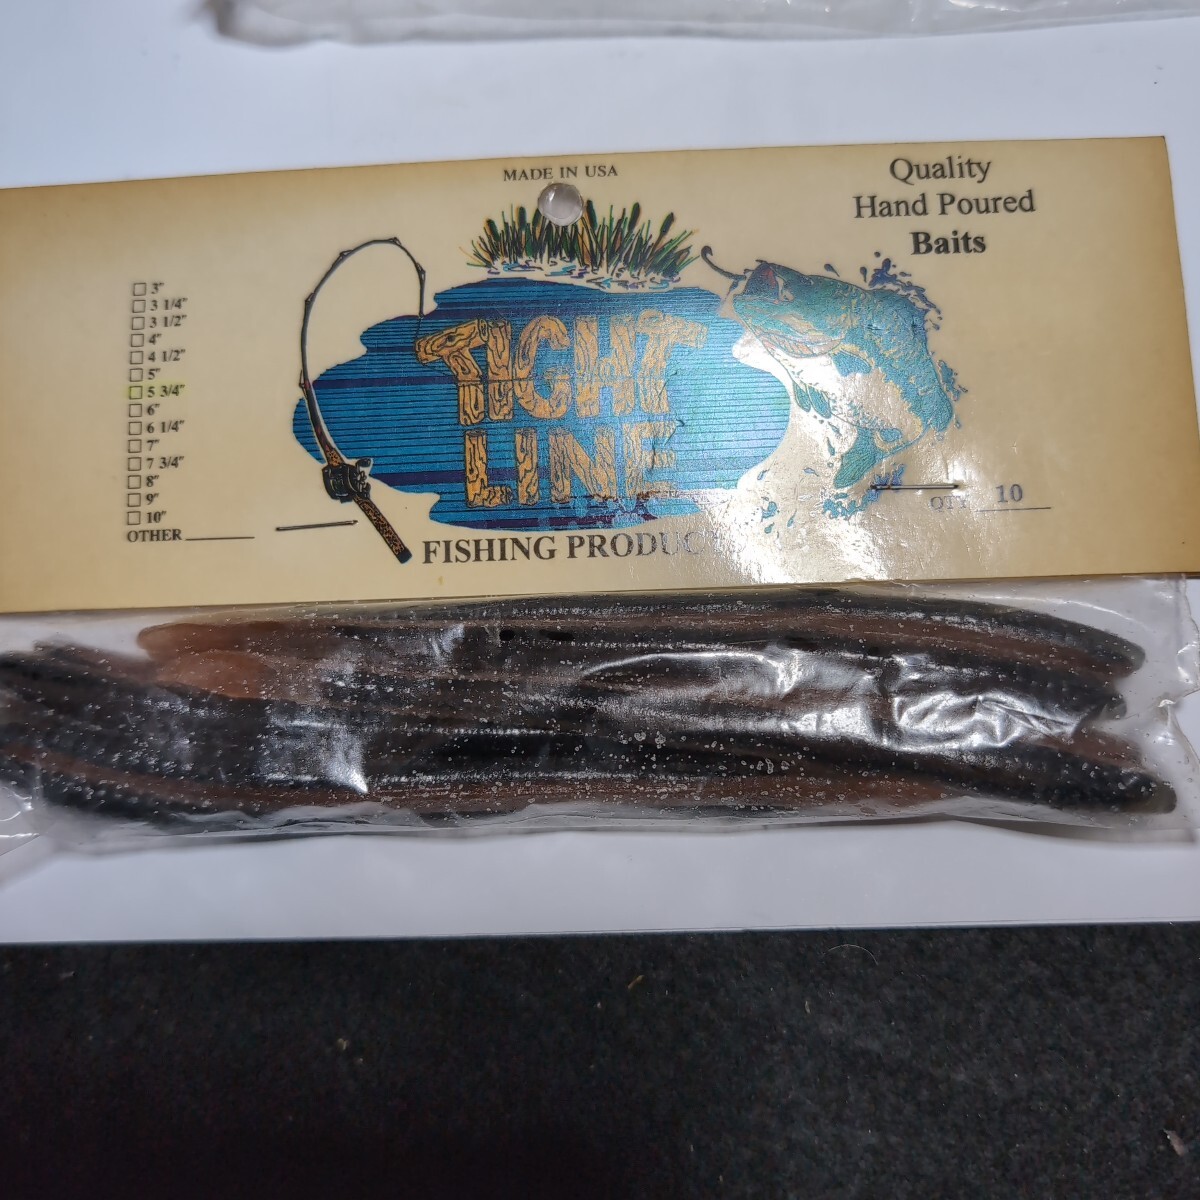 MADE IN USA
Quality
Hand Poured
Baits
3"
3 1/4"
3 1/2"
4"
4 1/2"
5"
5 3/4"
6"
6 1/4"
7"
7 3/4"
8"
9"
10"
OTHER
TIGHT
LINE
QTY 10
FISHING PRODUC